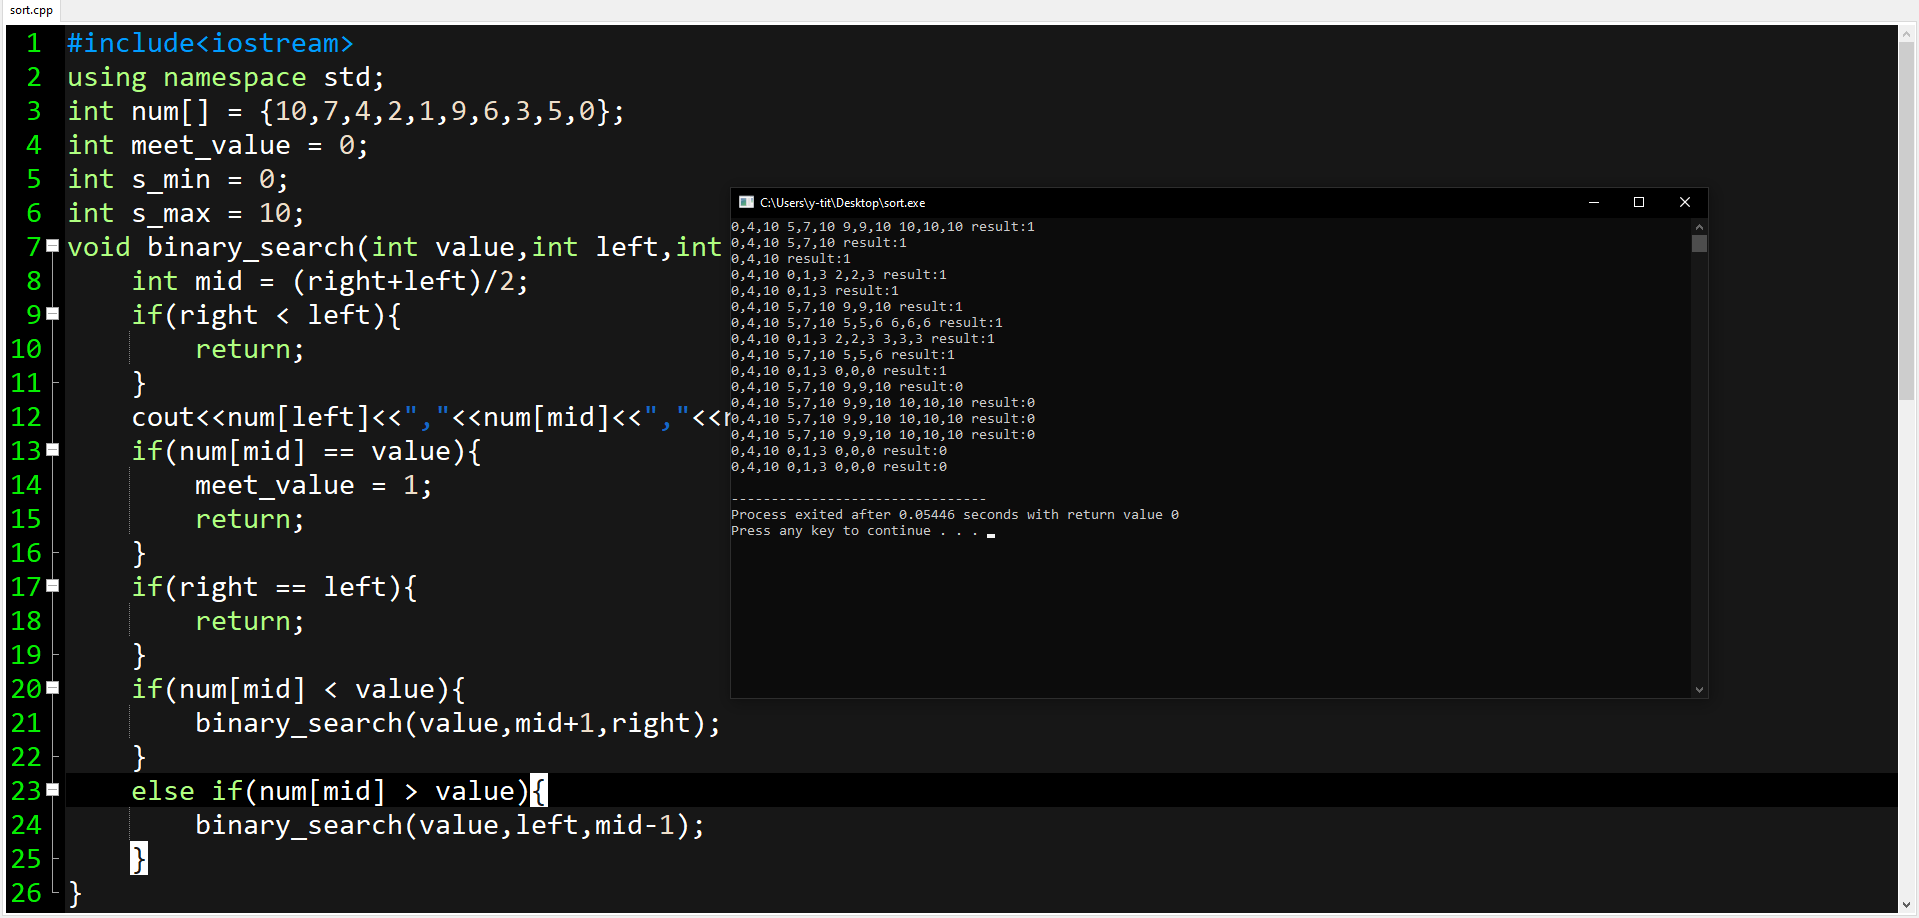 sort.cpp
1 #include<iostream>
2 using namespace std;
3 int num[] = {10,7,4,2,1,9,6,3,5,0};
4 int meet_value = 0;
5 int s_min = 0;
6 int s_max = 10;
7 void binary_search(int value,int left,int
8 int mid = (right+left)/2;
9 if(right < left){
10 return;
11 }
12 cout<<num[left]<<","<<num[mid]<<","<<
13 if(num[mid] == value){
14 meet_value = 1;
15 return;
16 }
17 if(right == left){
18 return;
19 }
20 if(num[mid] < value){
21 binary_search(value,mid+1,right);
22 }
23 else if(num[mid] > value){
24 binary_search(value,left,mid-1);
25 }
26 }
C:\Users\y-tit\Desktop\sort.exe
0,4,10 5,7,10 9,9,10 10,10,10 result:1
0,4,10 5,7,10 result:1
0,4,10 result:1
0,4,10 0,1,3 2,2,3 result:1
0,4,10 0,1,3 result:1
0,4,10 5,7,10 9,9,10 result:1
0,4,10 5,7,10 5,5,6 6,6,6 result:1
0,4,10 0,1,3 2,2,3 3,3,3 result:1
0,4,10 5,7,10 5,5,6 result:1
0,4,10 0,1,3 0,0,0 result:1
0,4,10 5,7,10 9,9,10 result:0
0,4,10 5,7,10 9,9,10 10,10,10 result:0
0,4,10 5,7,10 9,9,10 10,10,10 result:0
0,4,10 5,7,10 9,9,10 10,10,10 result:0
0,4,10 0,1,3 0,0,0 result:0
0,4,10 0,1,3 0,0,0 result:0
--------------------------------
Process exited after 0.05446 seconds with return value 0
Press any key to continue . . .